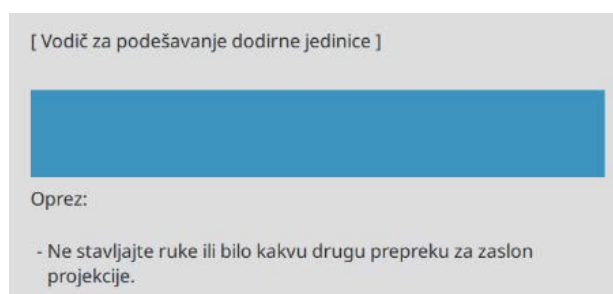 [ Vodič za podešavanje dodirne jedinice ]
Oprez:
- Ne stavljajte ruke ili bilo kakvu drugu prepreku za zaslon
projekcije.